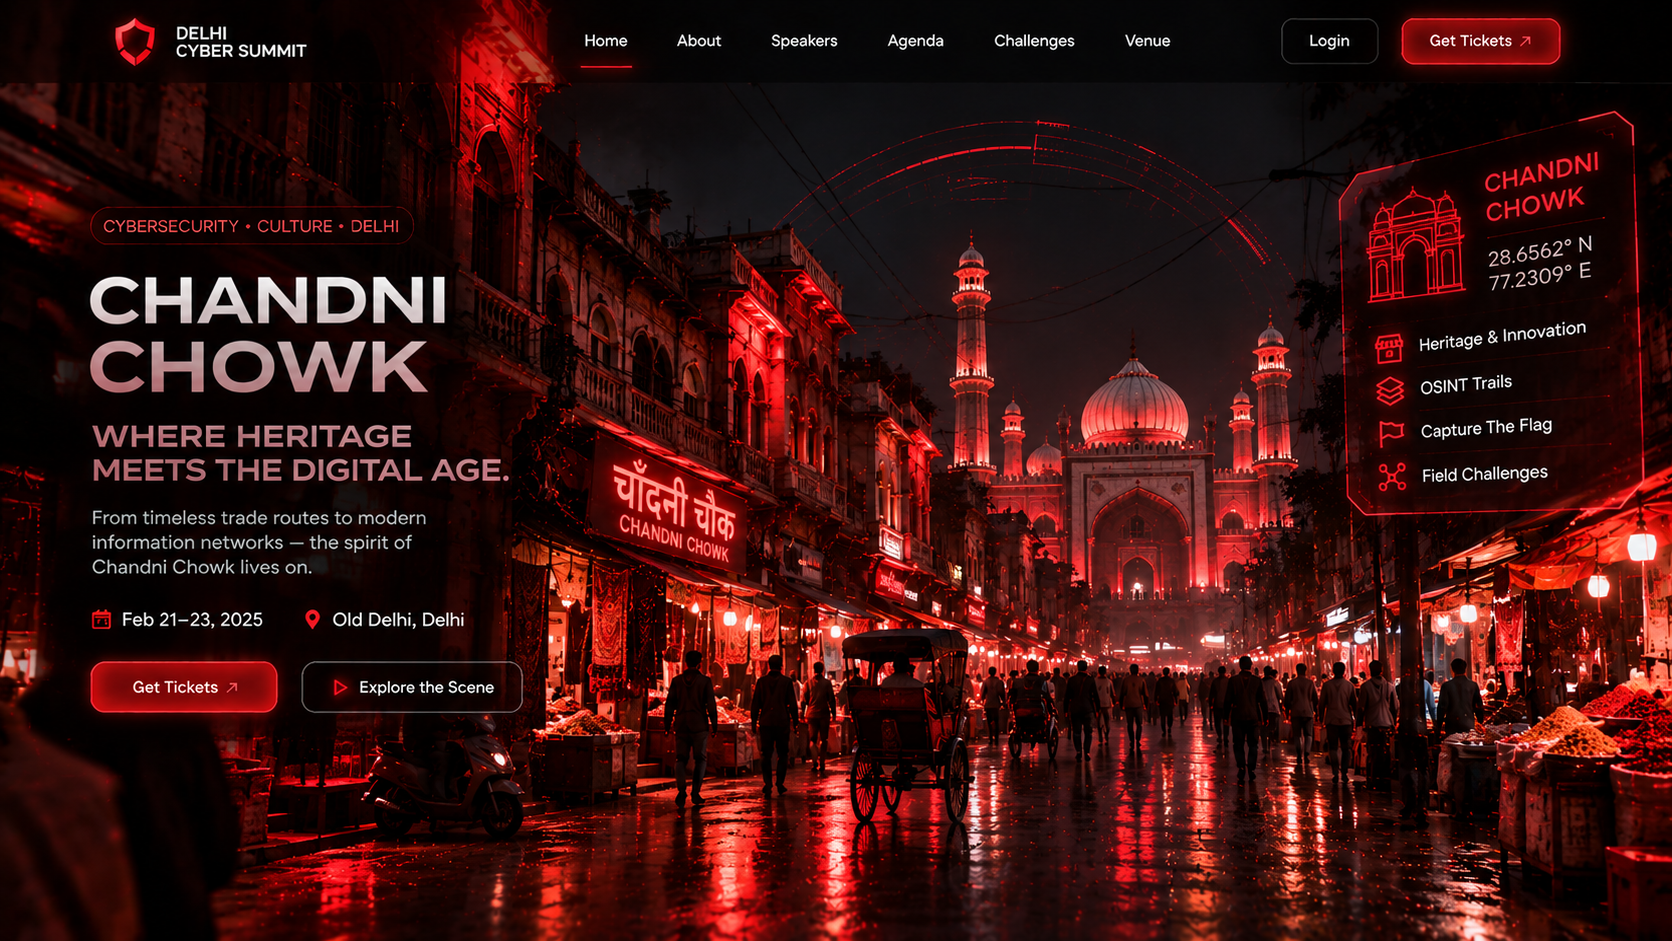 DELHI
CYBER SUMMIT
Home
About
Speakers
Agenda
Challenges
Venue
Login
Get Tickets
CYBERSECURITY • CULTURE • DELHI
CHANDNI
CHOWK
WHERE HERITAGE
MEETS THE DIGITAL AGE.
From timeless trade routes to modern
information networks — the spirit of
Chandni Chowk lives on.
Feb 21–23, 2025
Old Delhi, Delhi
Get Tickets
Explore the Scene
चाँदनी चौक
CHANDNI CHOWK
CHANDNI
CHOWK
28.6562° N
77.2309° E
Heritage & Innovation
OSINT Trails
Capture The Flag
Field Challenges